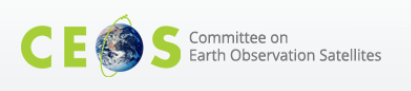 CEOS
Committee on
Earth Observation Satellites